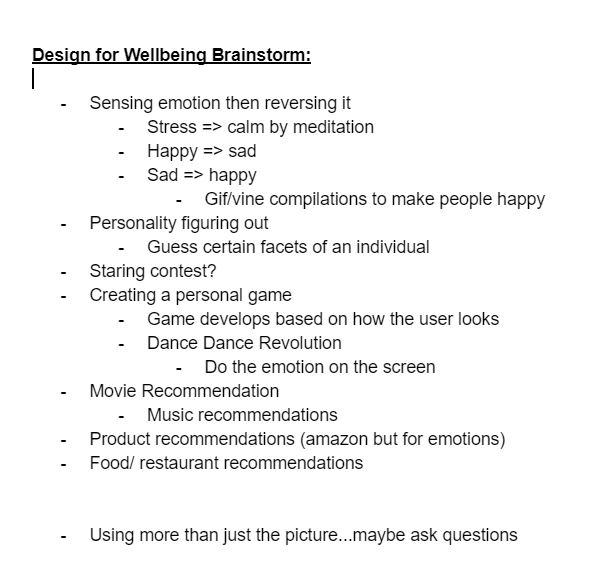 Design for Wellbeing Brainstorm:
- Sensing emotion then reversing it
- Stress => calm by meditation
- Happy => sad
- Sad => happy
- Gif/vine compilations to make people happy
- Personality figuring out
- Guess certain facets of an individual
- Staring contest?
- Creating a personal game
- Game develops based on how the user looks
- Dance Dance Revolution
- Do the emotion on the screen
- Movie Recommendation
- Music recommendations
- Product recommendations (amazon but for emotions)
- Food/ restaurant recommendations
- Using more than just the picture...maybe ask questions